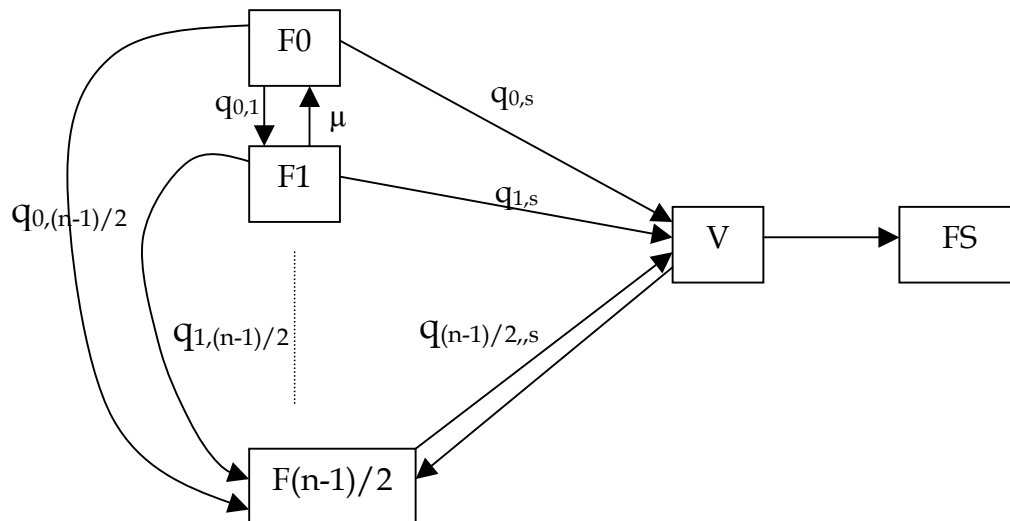 F0
q0,s
q0,1
μ
F1
q1,s
q0,(n-1)/2
V
FS
q1,(n-1)/2
q(n-1)/2,,s
F(n-1)/2